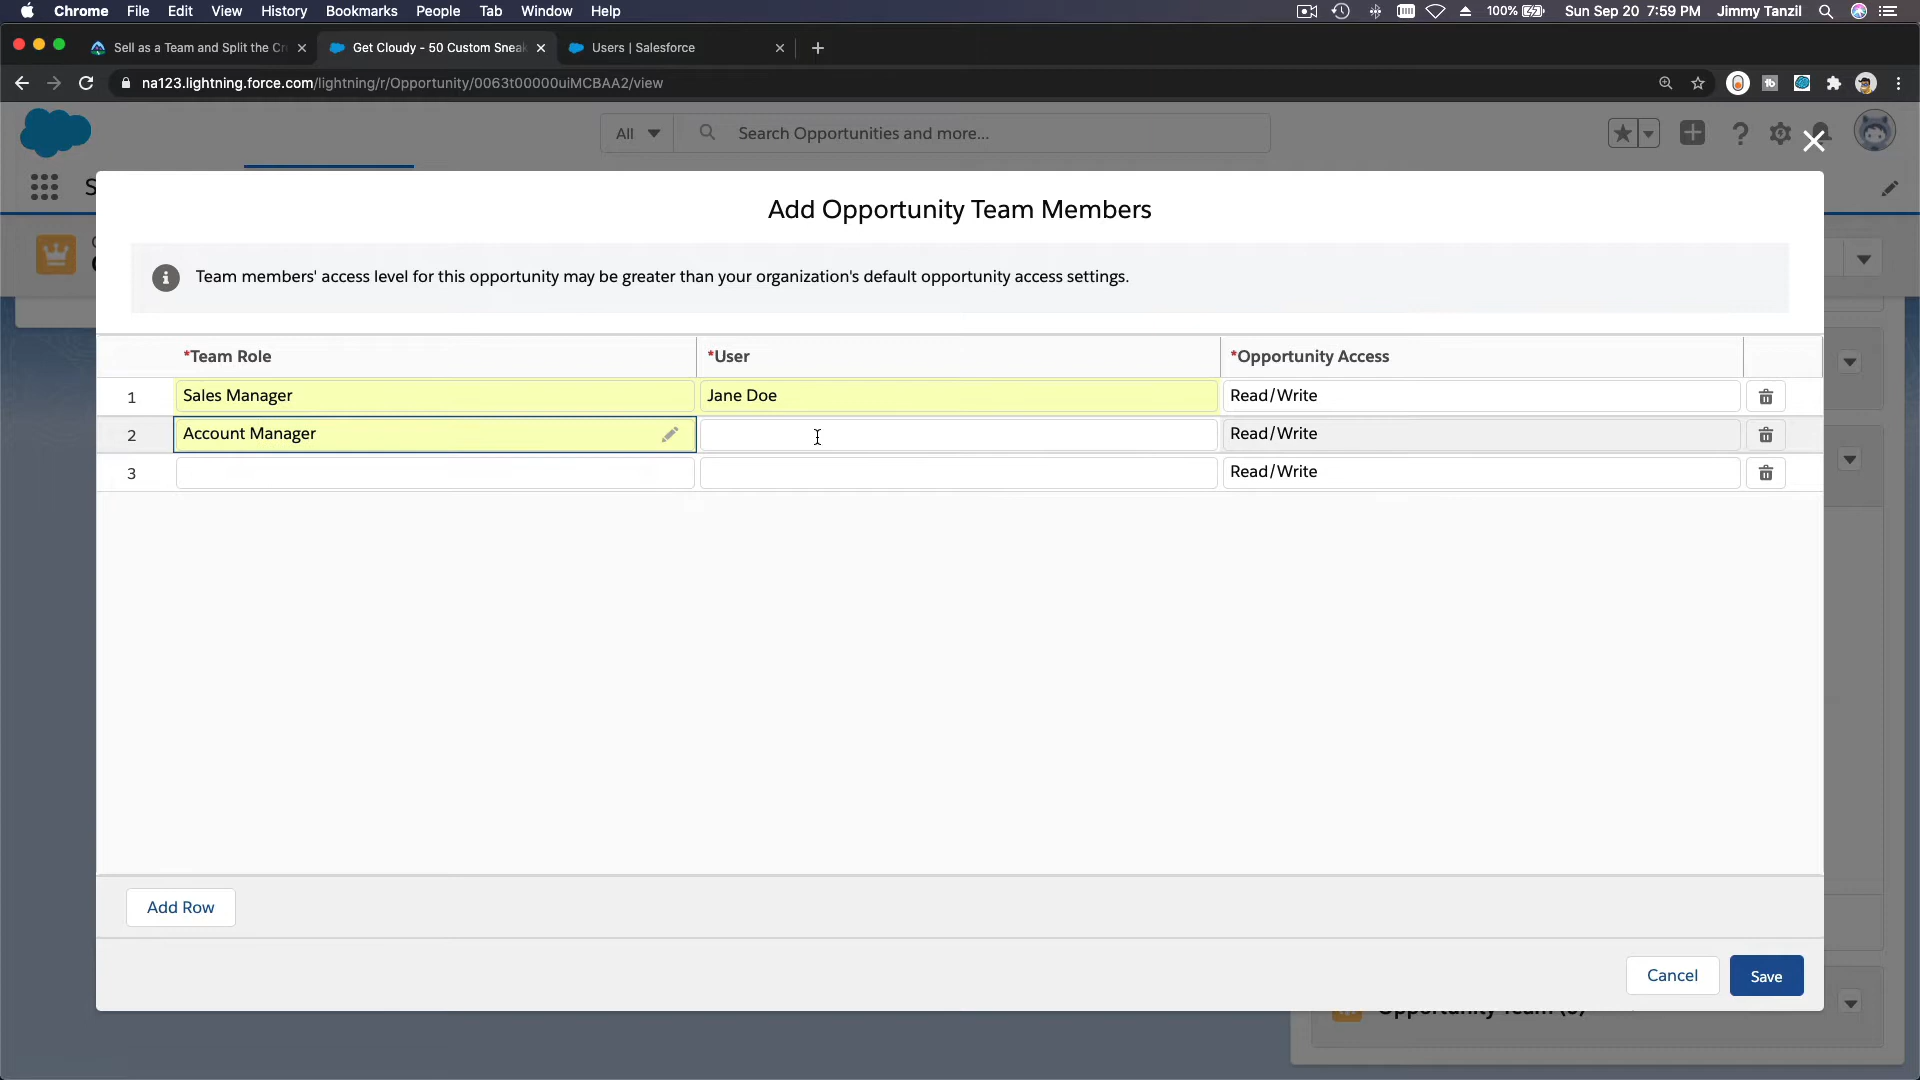 Chrome File Edit View History Bookmarks People Tab Window Help 100% Sun Sep 20 7:59 PM Jimmy Tanzil
Sell as a Team and Split the Cr Get Cloudy - 50 Custom Sneak Users | Salesforce
na123.lightning.force.com/lightning/r/Opportunity/0063t00000uiMCBAA2/view
All Search Opportunities and more...
S
Add Opportunity Team Members
Team members' access level for this opportunity may be greater than your organization's default opportunity access settings.
*Team Role *User *Opportunity Access
1 Sales Manager Jane Doe Read/Write
2 Account Manager Read/Write
3 Read/Write
Add Row
Cancel Save
Opportunity Team